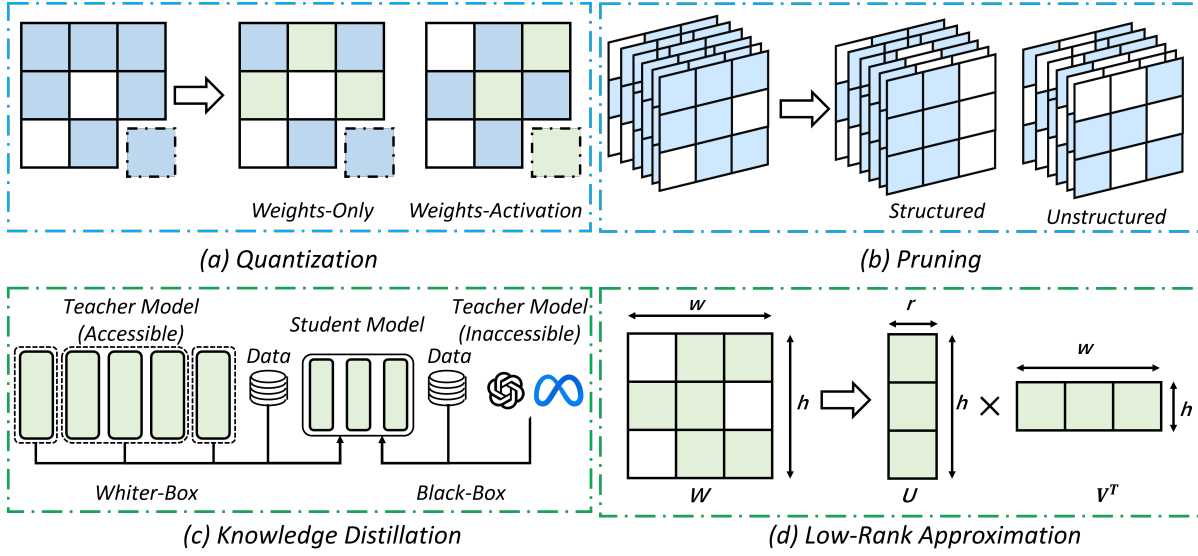 Weights-Only
Weights-Activation
(a) Quantization
Structured
Unstructured
(b) Pruning
Teacher Model
(Accessible)
Data
Student Model
Data
Teacher Model
(Inaccessible)
Whiter-Box
Black-Box
(c) Knowledge Distillation
w
h
W
r
h
U
×
w
h
V^T
(d) Low-Rank Approximation